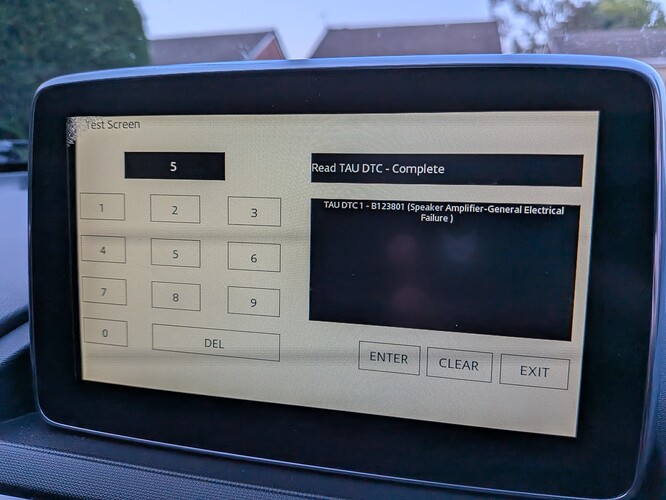 Test Screen
5
Read TAU DTC - Complete
TAU DTC 1 - B123801 (Speaker Amplifier-General Electrical
Failure )
1
2
3
4
5
6
7
8
9
0
DEL
ENTER
CLEAR
EXIT